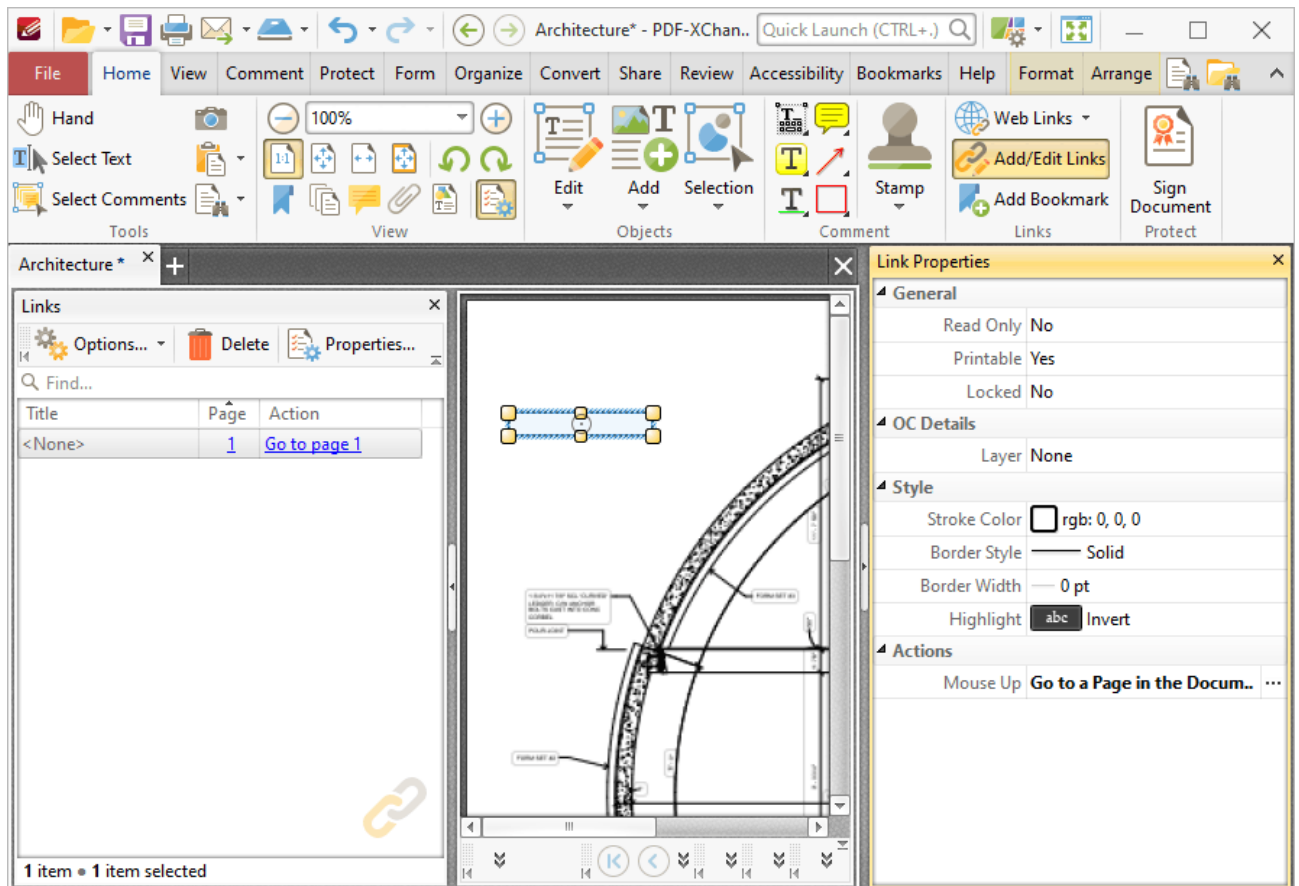 Architecture* - PDF-XChan.. Quick Launch (CTRL+.)
File Home View Comment Protect Form Organize Convert Share Review Accessibility Bookmarks Help Format Arrange
Hand 100% Web Links
Select Text 1:1 Add/Edit Links
Select Comments Edit Add Selection Stamp Add Bookmark Sign Document
Tools View Objects Comment Links Protect
Architecture * Link Properties
Links General
Options... Delete Properties... Read Only No
Find... Printable Yes
Title Page Action Locked No
<None> 1 Go to page 1 OC Details
Layer None
Style
Stroke Color rgb: 0, 0, 0
Border Style Solid
Border Width 0 pt
Highlight abc Invert
Actions
Mouse Up Go to a Page in the Docum.. ...
POUR JOINT
1 item • 1 item selected